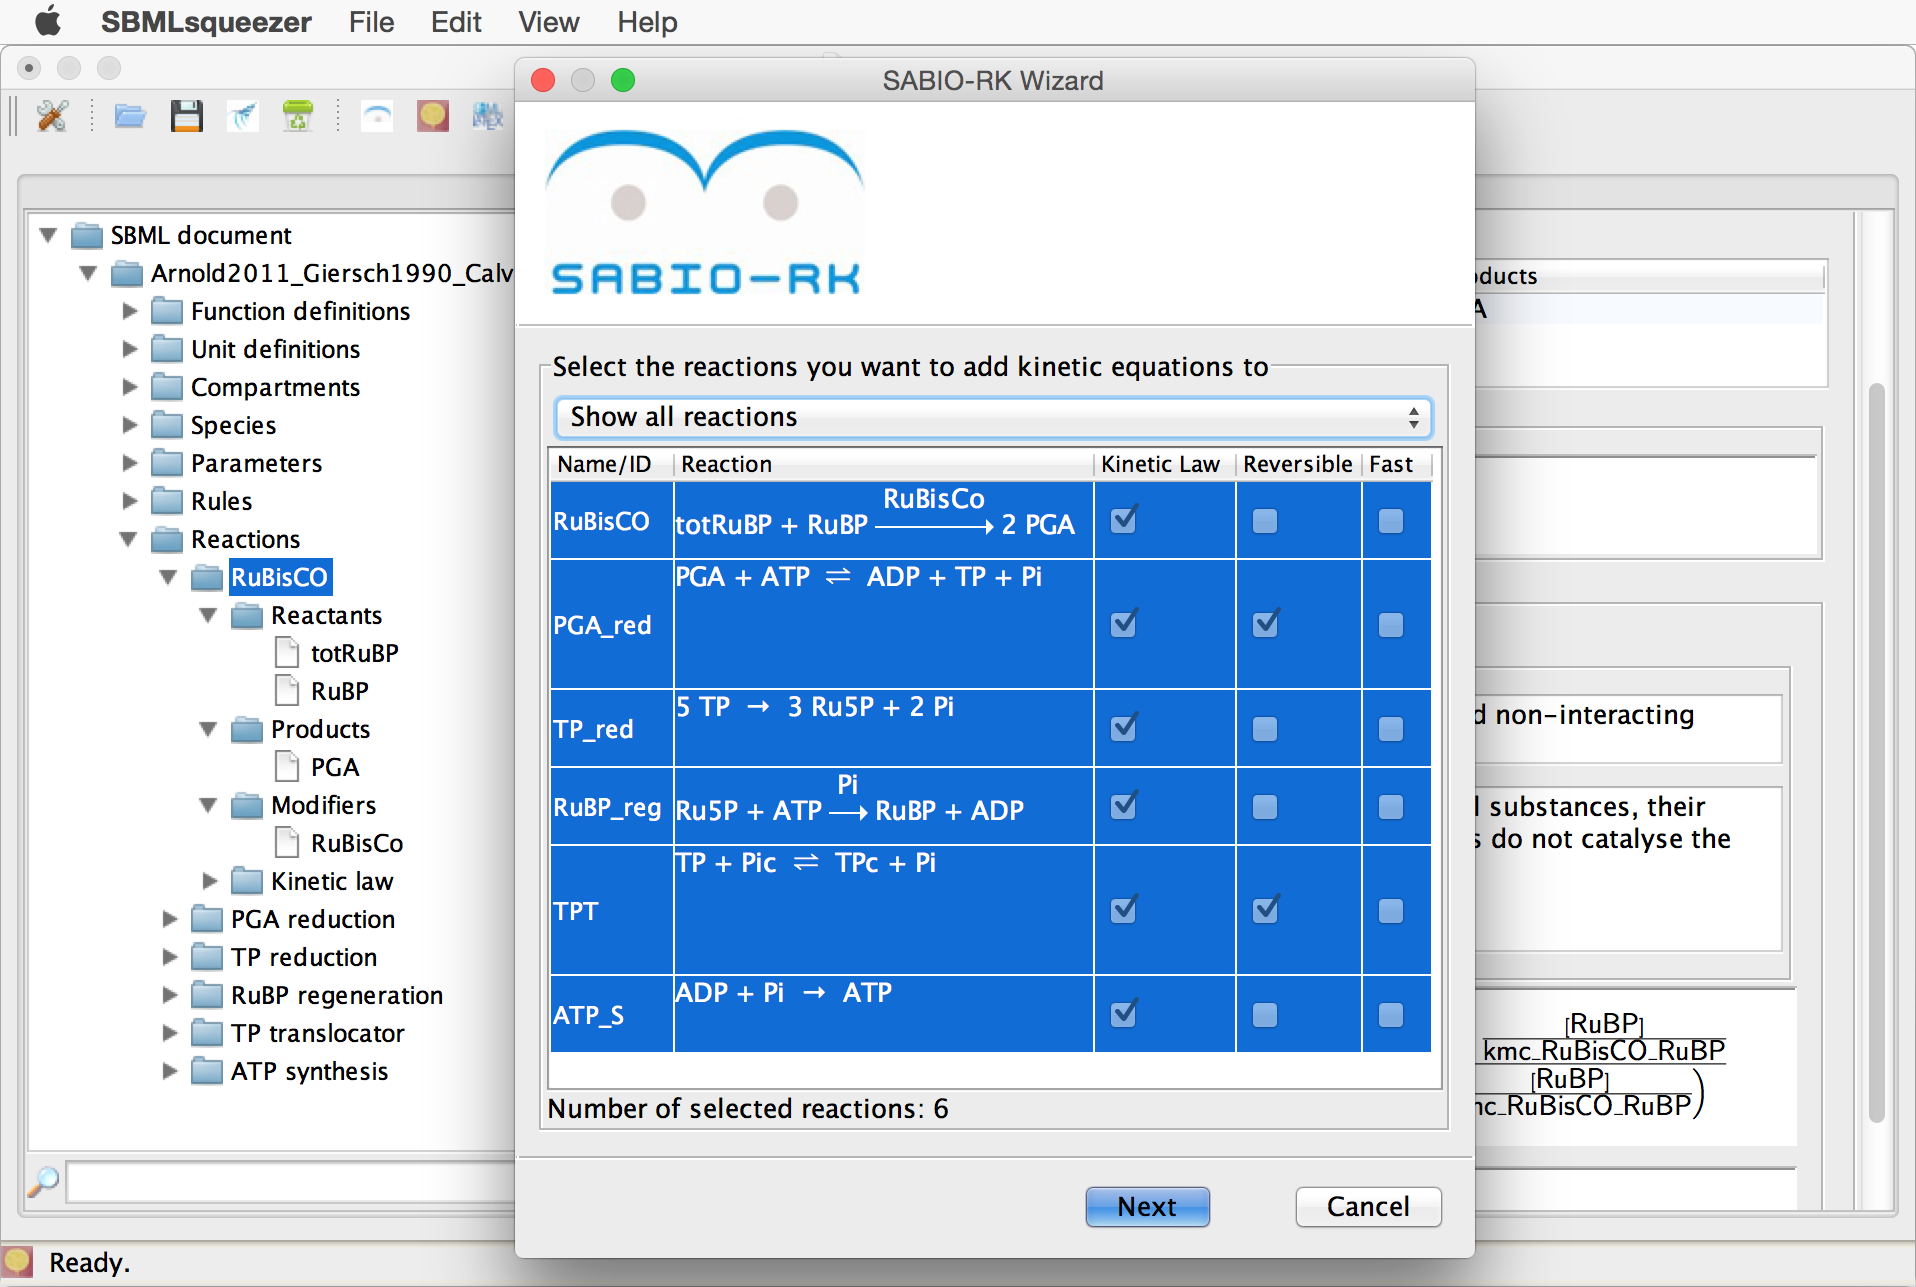 SBMLsqueezer File Edit View Help
SABIO-RK Wizard
SABIO-RK
SBML document
Arnold2011_Giersch1990_Calv
Function definitions
Unit definitions
Compartments
Species
Parameters
Rules
Reactions
RuBisCO
Reactants
totRuBP
RuBP
Products
PGA
Modifiers
RuBisCo
Kinetic law
PGA reduction
TP reduction
RuBP regeneration
TP translocator
ATP synthesis
Select the reactions you want to add kinetic equations to
Show all reactions
Name/ID Reaction Kinetic Law Reversible Fast
RuBisCO totRuBP + RuBP RuBisCo⟶ 2 PGA
PGA_red PGA + ATP ⇌ ADP + TP + Pi
TP_red 5 TP → 3 Ru5P + 2 Pi
RuBP_reg Ru5P + ATP Pi⟶ RuBP + ADP
TPT TP + Pic ⇌ TPc + Pi
ATP_S ADP + Pi → ATP
Number of selected reactions: 6
Next Cancel
oducts
A
d non-interacting
l substances, their
s do not catalyse the
[RuBP]
kmc_RuBisCO_RuBP
[RuBP]
nc_RuBisCO_RuBP)
Ready.